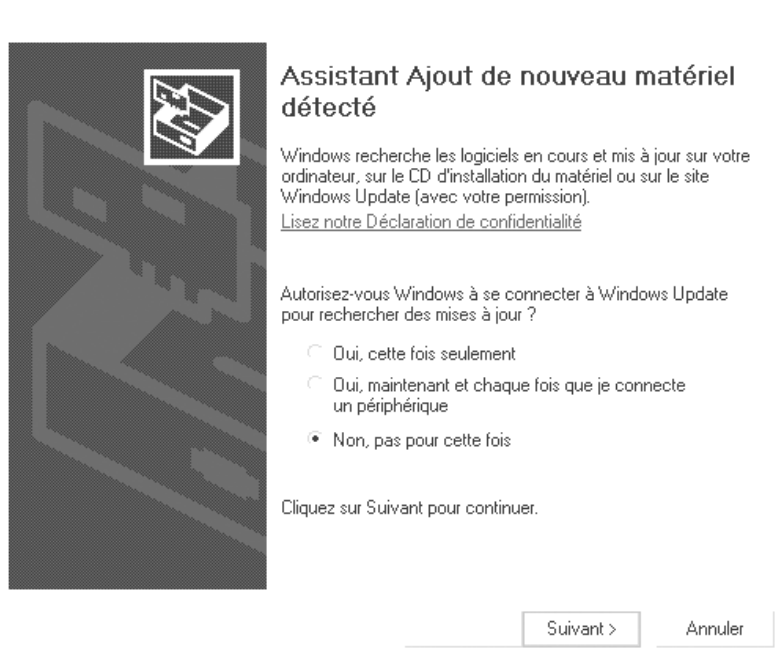 Assistant Ajout de nouveau matériel
détecté
Windows recherche les logiciels en cours et mis à jour sur votre
ordinateur, sur le CD d'installation du matériel ou sur le site
Windows Update (avec votre permission).
Lisez notre Déclaration de confidentialité
Autorisez-vous Windows à se connecter à Windows Update
pour rechercher des mises à jour ?
Oui, cette fois seulement
Oui, maintenant et chaque fois que je connecte
un périphérique
Non, pas pour cette fois
Cliquez sur Suivant pour continuer.
Suivant > Annuler